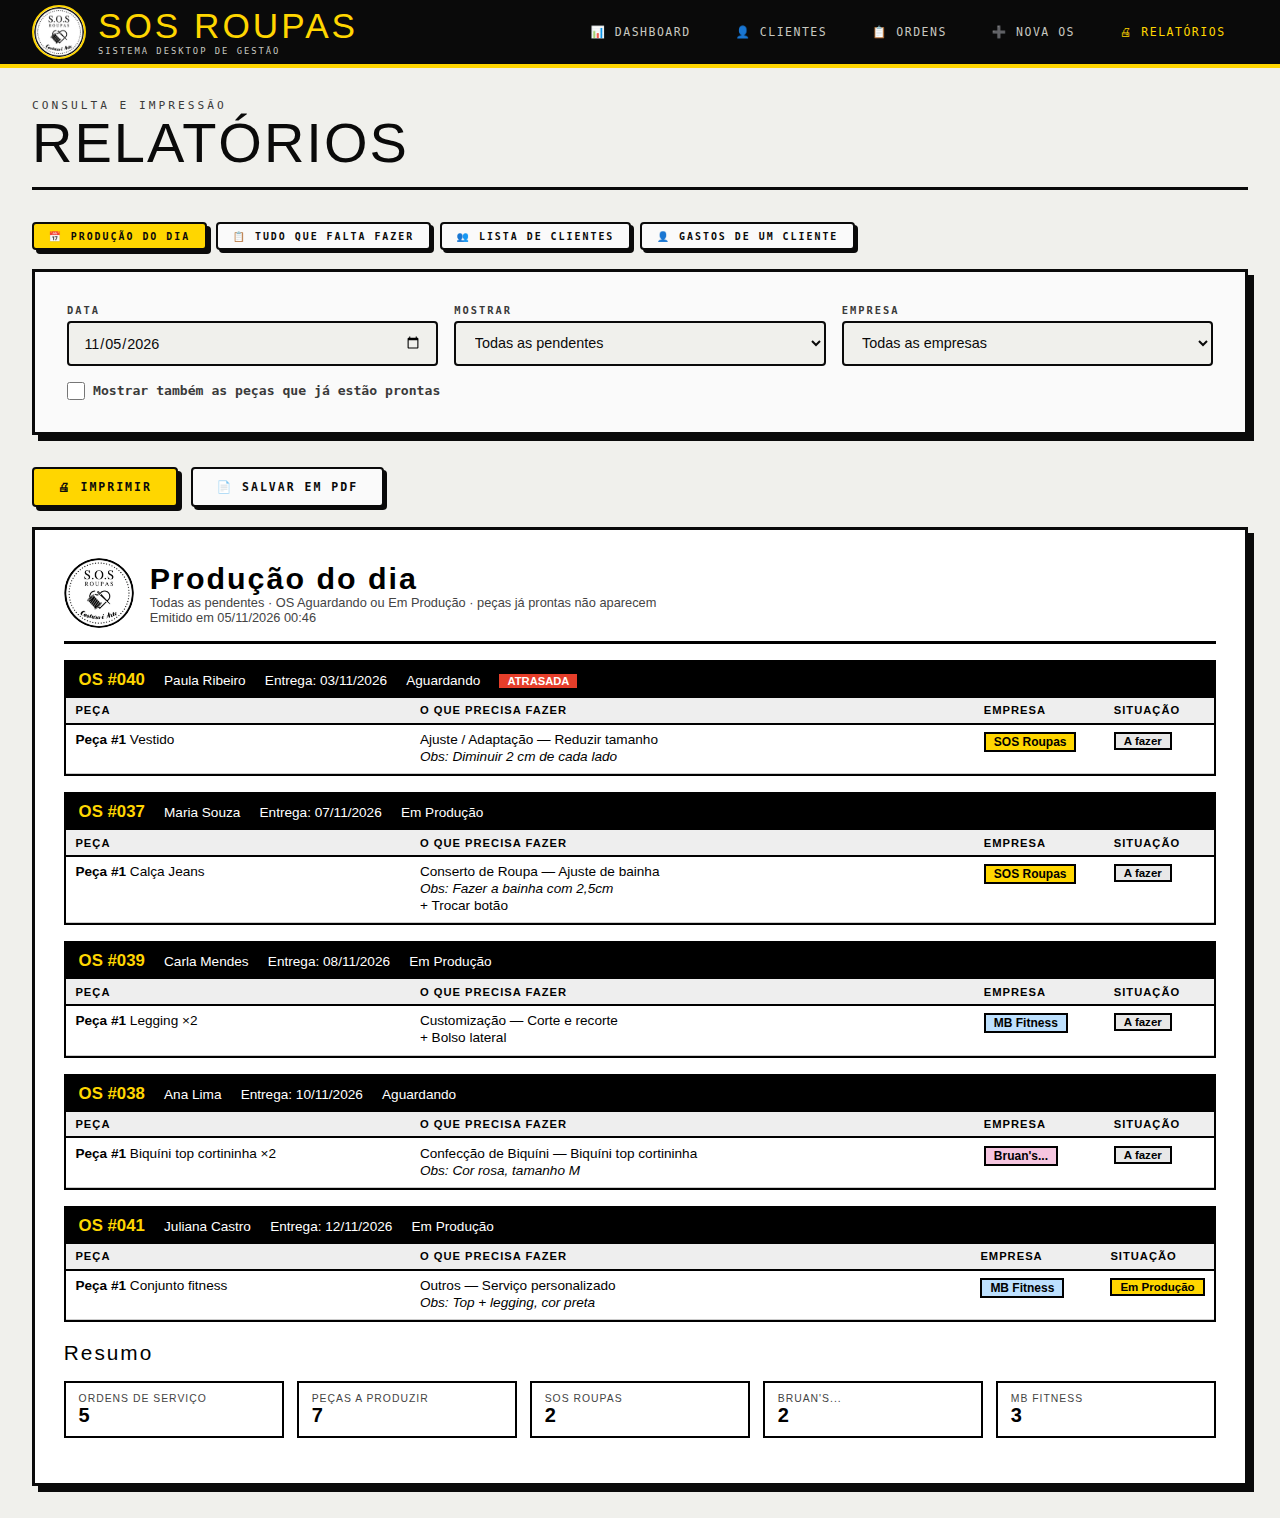 S.O.S
ROUPAS
Costura é Arte
SOS ROUPAS
SISTEMA DESKTOP DE GESTÃO
DASHBOARD
CLIENTES
ORDENS
NOVA OS
RELATÓRIOS
CONSULTA E IMPRESSÃO
RELATÓRIOS
PRODUÇÃO DO DIA
TUDO QUE FALTA FAZER
LISTA DE CLIENTES
GASTOS DE UM CLIENTE
DATA MOSTRAR EMPRESA
11/05/2026 Todas as pendentes Todas as empresas
Mostrar também as peças que já estão prontas
IMPRIMIR
SALVAR EM PDF
S.O.S
ROUPAS
Costura é Arte
Produção do dia
Todas as pendentes · OS Aguardando ou Em Produção · peças já prontas não aparecem
Emitido em 05/11/2026 00:46
OS #040 Paula Ribeiro Entrega: 03/11/2026 Aguardando ATRASADA
PEÇA O QUE PRECISA FAZER EMPRESA SITUAÇÃO
Peça #1 Vestido Ajuste / Adaptação — Reduzir tamanho SOS Roupas A fazer
Obs: Diminuir 2 cm de cada lado
OS #037 Maria Souza Entrega: 07/11/2026 Em Produção
PEÇA O QUE PRECISA FAZER EMPRESA SITUAÇÃO
Peça #1 Calça Jeans Conserto de Roupa — Ajuste de bainha SOS Roupas A fazer
Obs: Fazer a bainha com 2,5cm
+ Trocar botão
OS #039 Carla Mendes Entrega: 08/11/2026 Em Produção
PEÇA O QUE PRECISA FAZER EMPRESA SITUAÇÃO
Peça #1 Legging ×2 Customização — Corte e recorte MB Fitness A fazer
+ Bolso lateral
OS #038 Ana Lima Entrega: 10/11/2026 Aguardando
PEÇA O QUE PRECISA FAZER EMPRESA SITUAÇÃO
Peça #1 Biquíni top cortininha ×2 Confecção de Biquíni — Biquíni top cortininha Bruan's... A fazer
Obs: Cor rosa, tamanho M
OS #041 Juliana Castro Entrega: 12/11/2026 Em Produção
PEÇA O QUE PRECISA FAZER EMPRESA SITUAÇÃO
Peça #1 Conjunto fitness Outros — Serviço personalizado MB Fitness Em Produção
Obs: Top + legging, cor preta
Resumo
ORDENS DE SERVIÇO PEÇAS A PRODUZIR SOS ROUPAS BRUAN'S... MB FITNESS
5 7 2 2 3